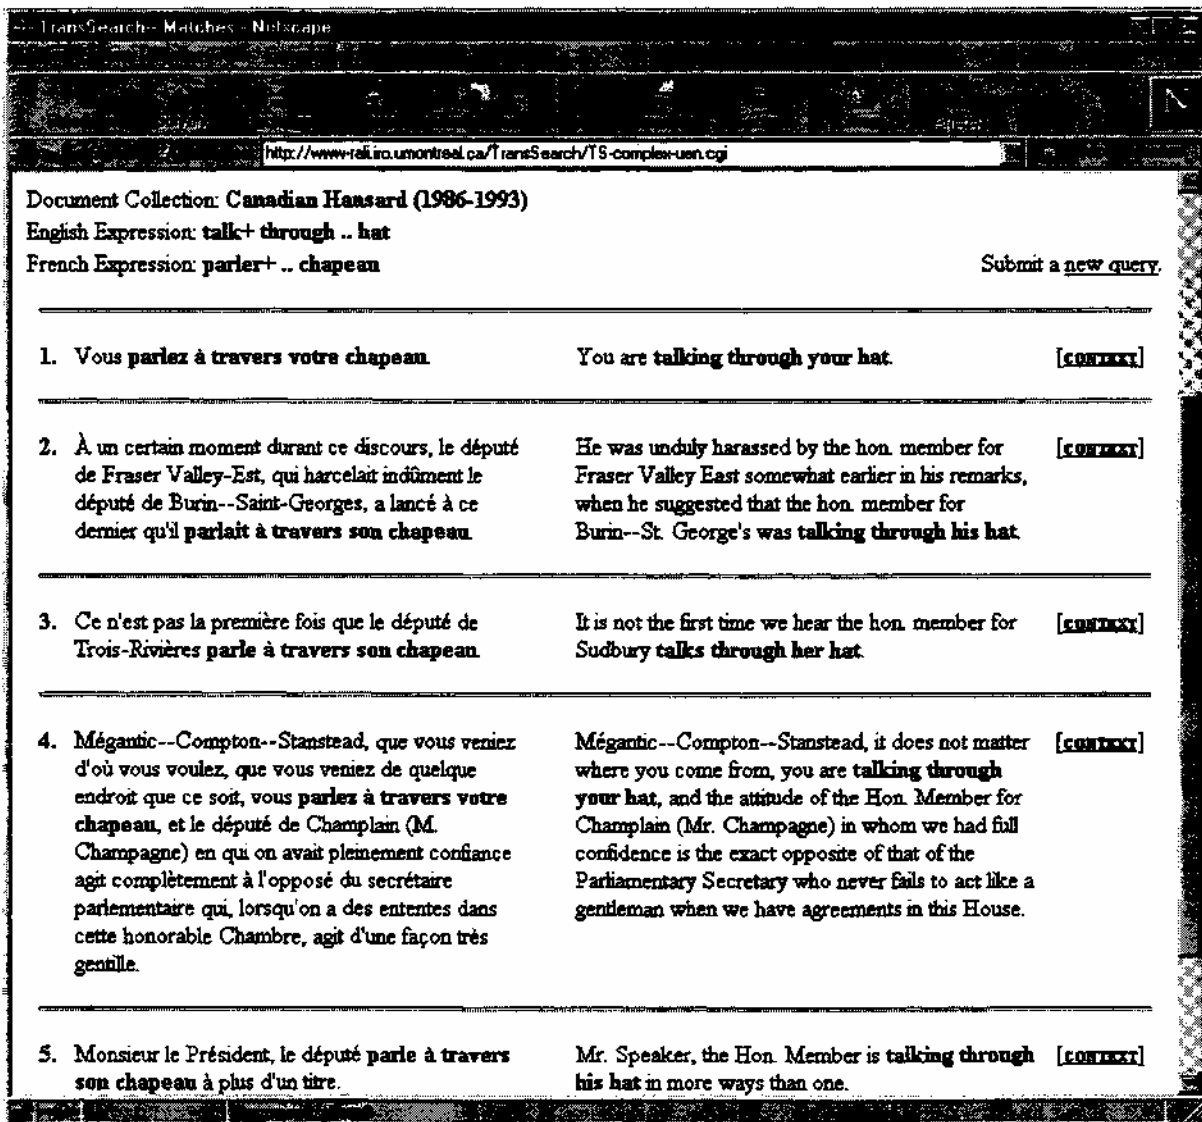 TransSearch-- Matches - Netscape
http://www-rali.iro.umontreal.ca/TransSearch/TS-complex-uen.cgi
Document Collection: Canadian Hansard (1986-1993)
English Expression: talk+ through .. hat
French Expression: parler+ .. chapeau
Submit a new query.
1. Vous parlez à travers votre chapeau.
You are talking through your hat.
[CONTEXT]
2. À un certain moment durant ce discours, le député
de Fraser Valley-Est, qui harcelait indûment le
député de Burin--Saint-Georges, a lancé à ce
dernier qu'il parlait à travers son chapeau.
He was unduly harassed by the hon. member for
Fraser Valley East somewhat earlier in his remarks,
when he suggested that the hon. member for
Burin--St. George's was talking through his hat.
[CONTEXT]
3. Ce n'est pas la première fois que le député de
Trois-Rivières parle à travers son chapeau.
It is not the first time we hear the hon. member for
Sudbury talks through her hat.
[CONTEXT]
4. Mégantic--Compton--Stanstead, que vous veniez
d'où vous voulez, que vous veniez de quelque
endroit que ce soit, vous parlez à travers votre
chapeau, et le député de Champlain (M.
Champagne) en qui on avait pleinement confiance
agit complètement à l'opposé du secrétaire
parlementaire qui, lorsqu'on a des ententes dans
cette honorable Chambre, agit d'une façon très
gentille.
Mégantic--Compton--Stanstead, it does not matter
where you come from, you are talking through
your hat, and the attitude of the Hon. Member for
Champlain (Mr. Champagne) in whom we had full
confidence is the exact opposite of that of the
Parliamentary Secretary who never fails to act like a
gentleman when we have agreements in this House.
[CONTEXT]
5. Monsieur le Président, le député parle à travers
son chapeau à plus d'un titre.
Mr. Speaker, the Hon. Member is talking through
his hat in more ways than one.
[CONTEXT]